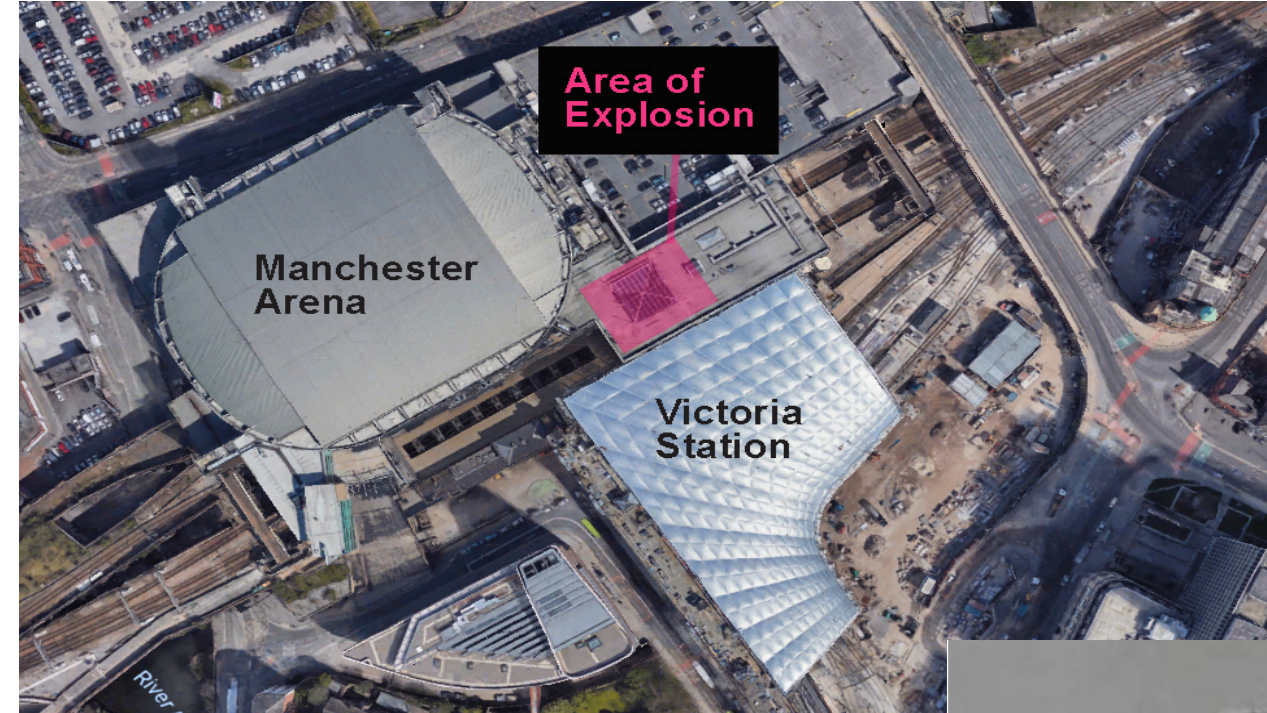 Area of
Explosion
Manchester
Arena
Victoria
Station
River